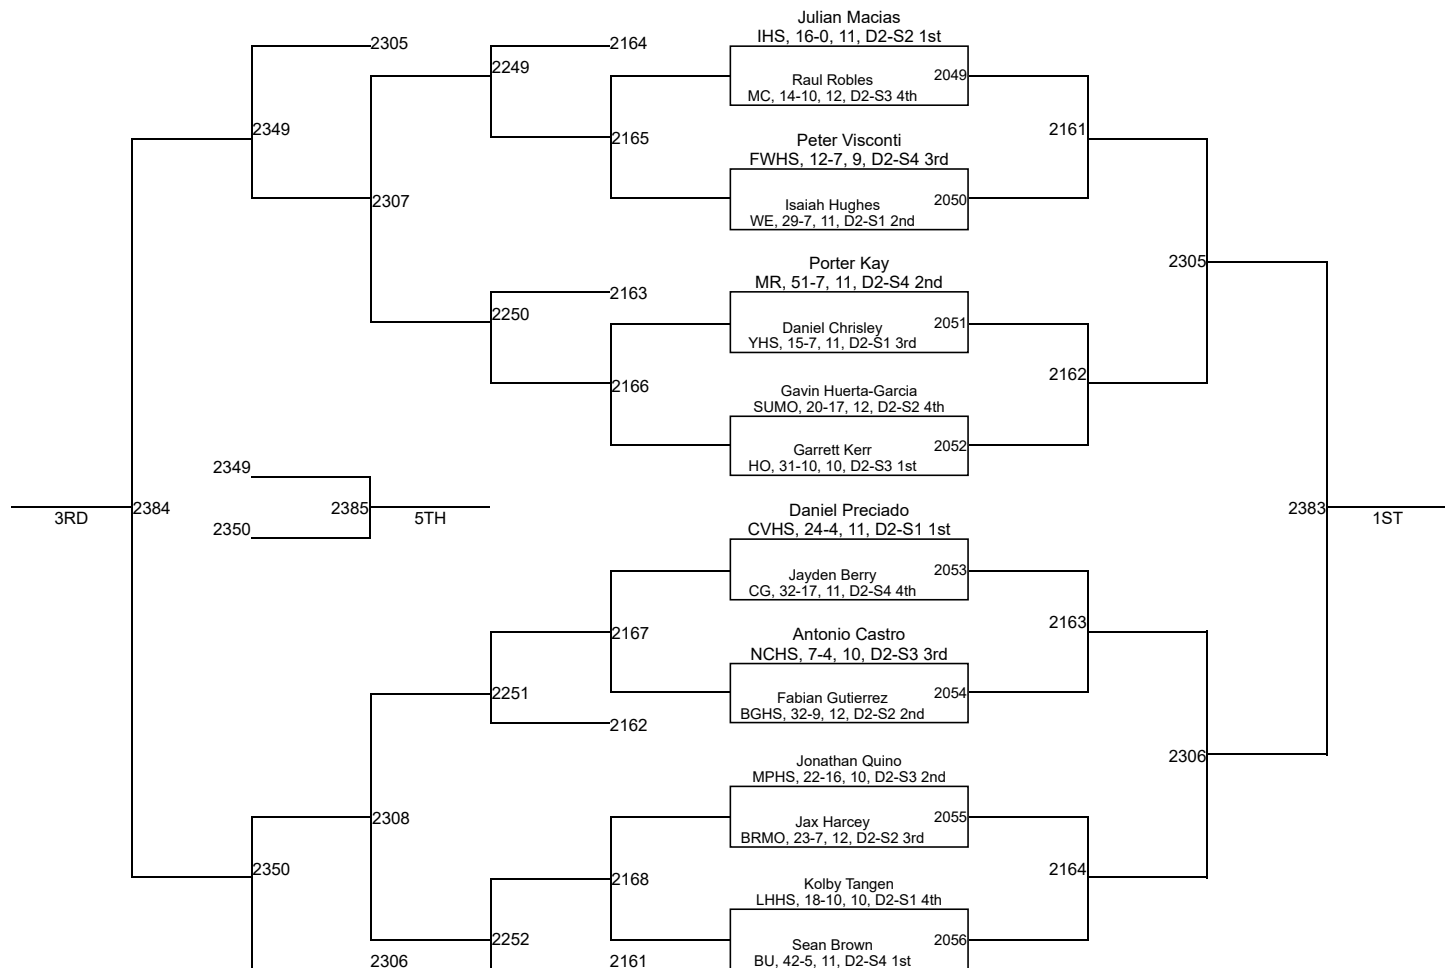 Julian Macias
IHS, 16-0, 11, D2-S2 1st
2305
2164
2249
Raul Robles
2049
MC, 14-10, 12, D2-S3 4th
2349
2165
2161
Peter Visconti
FWHS, 12-7, 9, D2-S4 3rd
2307
Isaiah Hughes
2050
WE, 29-7, 11, D2-S1 2nd
2305
Porter Kay
MR, 51-7, 11, D2-S4 2nd
2163
2250
Daniel Chrisley
2051
YHS, 15-7, 11, D2-S1 3rd
2166
2162
Gavin Huerta-Garcia
SUMO, 20-17, 12, D2-S2 4th
Garrett Kerr
2052
HO, 31-10, 10, D2-S3 1st
2349
2384
2385
2383
3RD
5TH
1ST
2350
Daniel Preciado
CVHS, 24-4, 11, D2-S1 1st
Jayden Berry
2053
CG, 32-17, 11, D2-S4 4th
2167
2163
Antonio Castro
NCHS, 7-4, 10, D2-S3 3rd
2251
Fabian Gutierrez
2054
BGHS, 32-9, 12, D2-S2 2nd
2162
2306
Jonathan Quino
MPHS, 22-16, 10, D2-S3 2nd
2308
Jax Harcey
2055
BRMO, 23-7, 12, D2-S2 3rd
2350
2168
2164
Kolby Tangen
LHHS, 18-10, 10, D2-S1 4th
2252
Sean Brown
2056
2306
2161
BU, 42-5, 11, D2-S4 1st